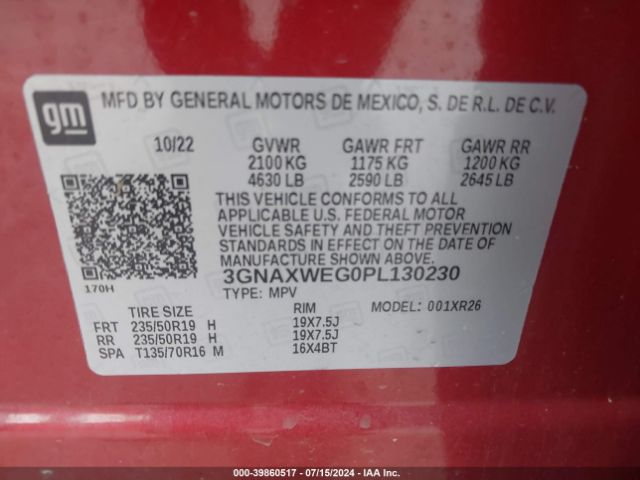 gm
MFD BY GENERAL MOTORS DE MEXICO, S. DE R.L. DE C.V.
10/22 GVWR GAWR FRT GAWR RR
2100 KG 1175 KG 1200 KG
4630 LB 2590 LB 2645 LB
THIS VEHICLE CONFORMS TO ALL
APPLICABLE U.S. FEDERAL MOTOR
VEHICLE SAFETY AND THEFT PREVENTION
STANDARDS IN EFFECT ON THE DATE OF
MANUFACTURE SHOWN ABOVE.
3GNAXWEG0PL130230
170H
TYPE: MPV MODEL: 001XR26
TIRE SIZE RIM
FRT 235/50R19 H 19X7.5J
RR 235/50R19 H 19X7.5J
SPA T135/70R16 M 16X4BT
000-39860517 - 07/15/2024 - IAA Inc.